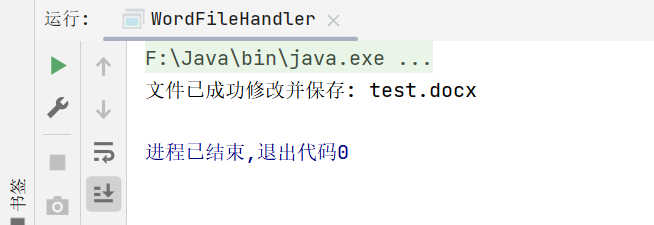 运行: WordFileHandler
F:\Java\bin\java.exe ...
文件已成功修改并保存: test.docx
进程已结束,退出代码0
书签